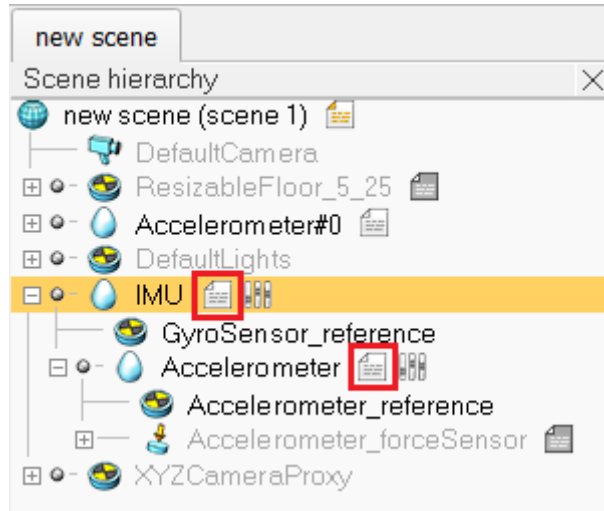 new scene
Scene hierarchy
new scene (scene 1)
DefaultCamera
ResizableFloor_5_25
Accelerometer#0
DefaultLights
IMU
GyroSensor_reference
Accelerometer
Accelerometer_reference
Accelerometer_forceSensor
XYZCameraProxy